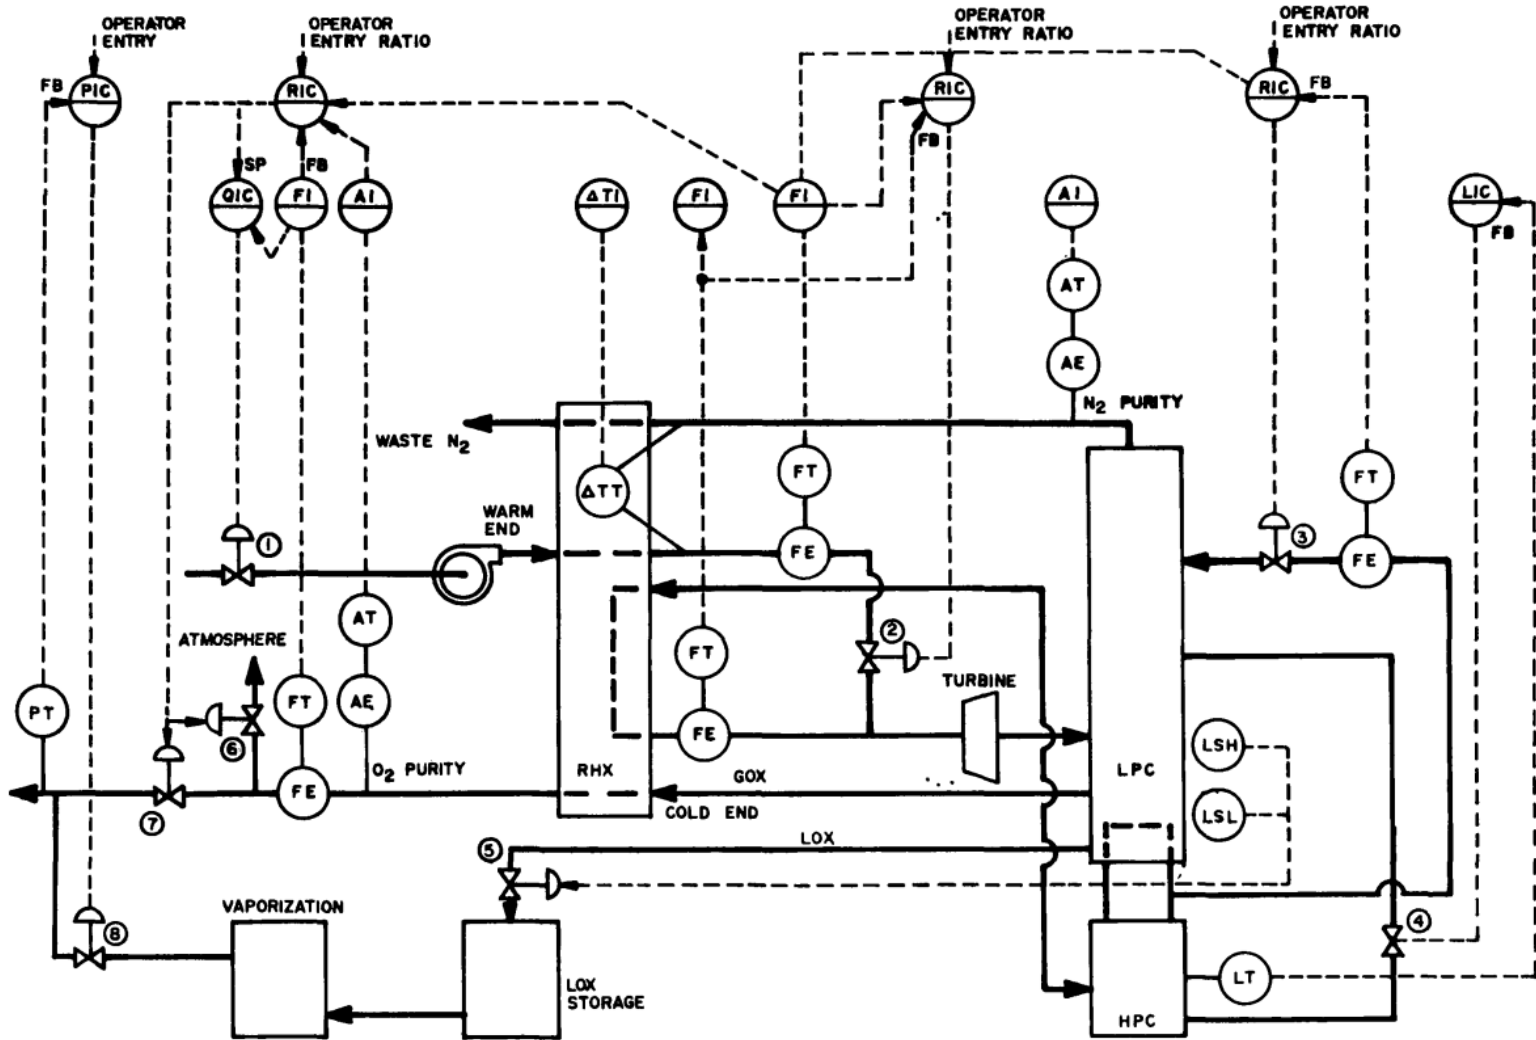 OPERATOR
ENTRY
OPERATOR
ENTRY RATIO
OPERATOR
ENTRY RATIO
OPERATOR
ENTRY RATIO
FB
PIC
RIC
RIC
FB
RIC
FB
SP
FB
QIC
FI
AI
ΔTI
FI
FI
AI
LIC
FB
AT
AE
N2 PURITY
WASTE N2
ΔTT
FT
FT
WARM
END
1
FE
3
FE
AT
2
ATMOSPHERE
FT
TURBINE
PT
FT
AE
6
FE
LSH
O2 PURITY
RHX
GOX
LPC
FE
COLD END
7
LSL
5
LOX
VAPORIZATION
8
4
LOX
STORAGE
LT
HPC